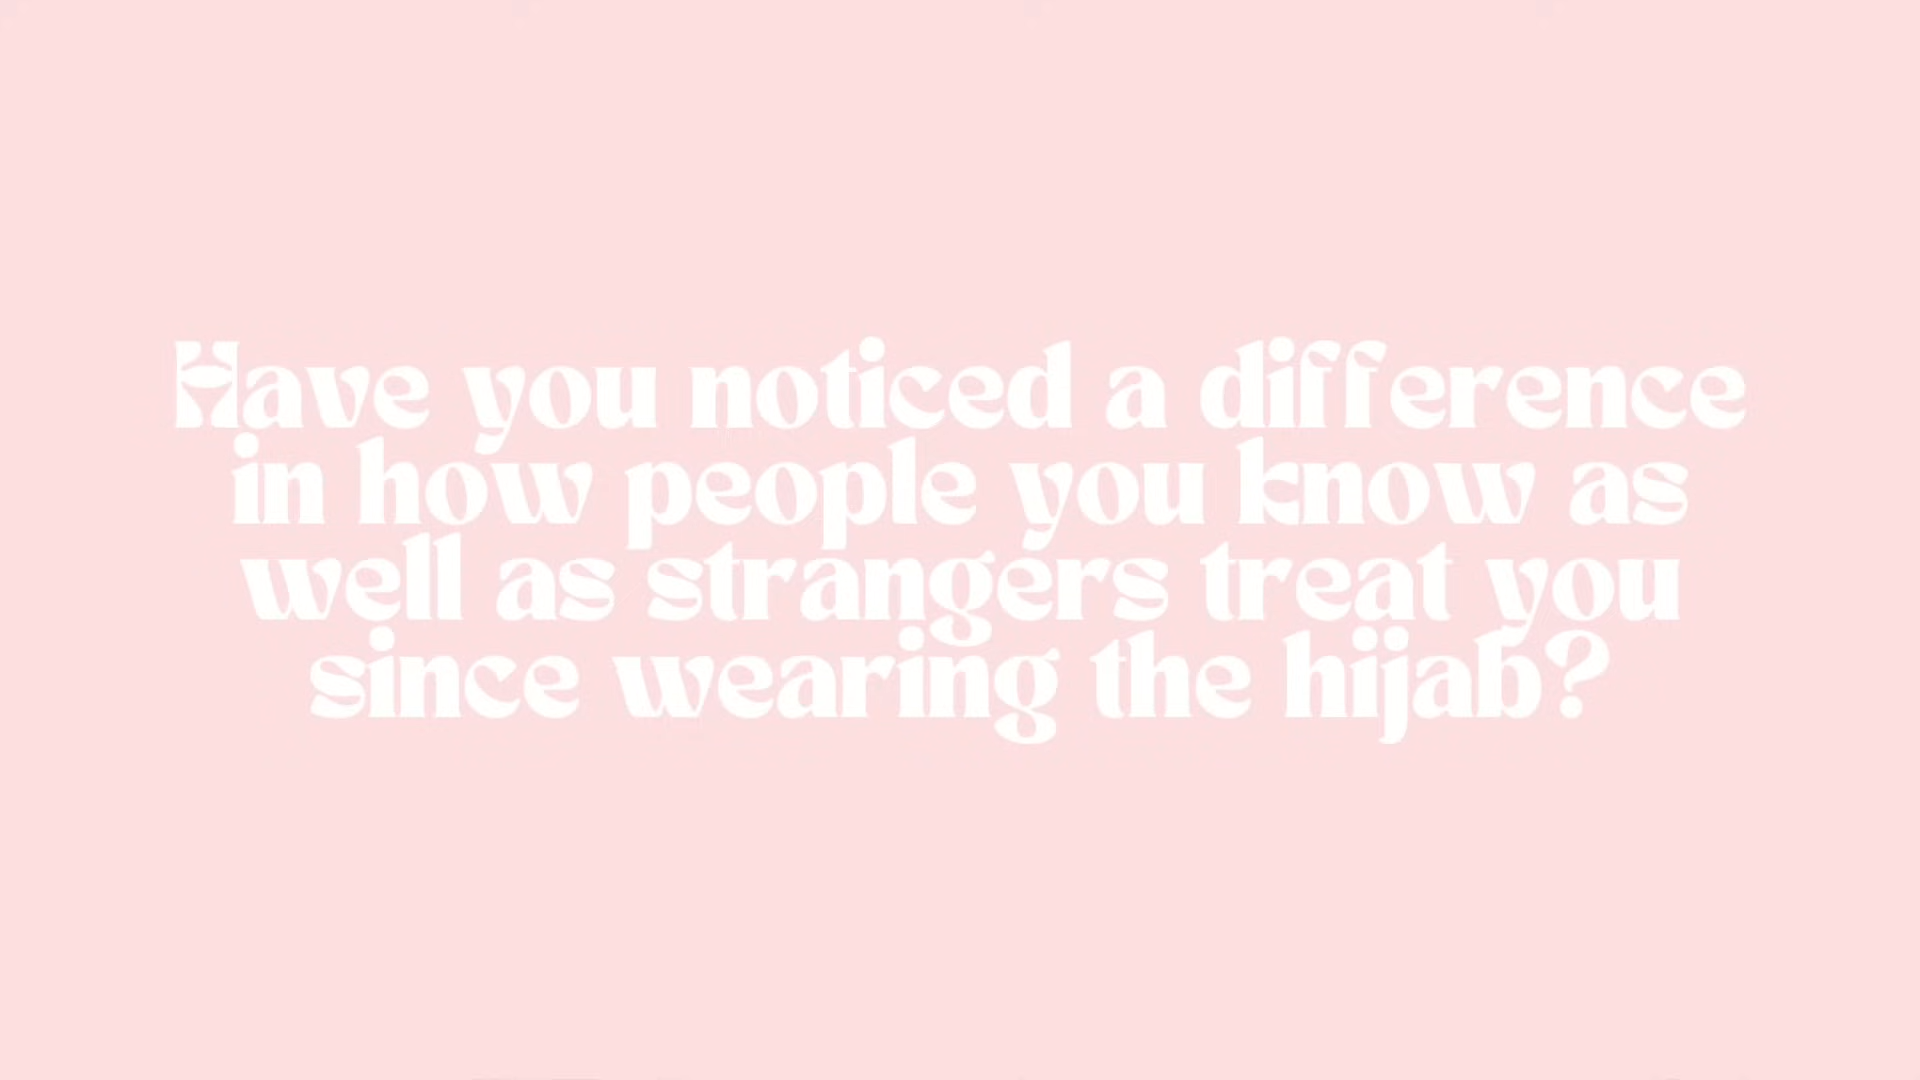 Have you noticed a difference
in how people you know as
well as strangers treat you
since wearing the hijab?